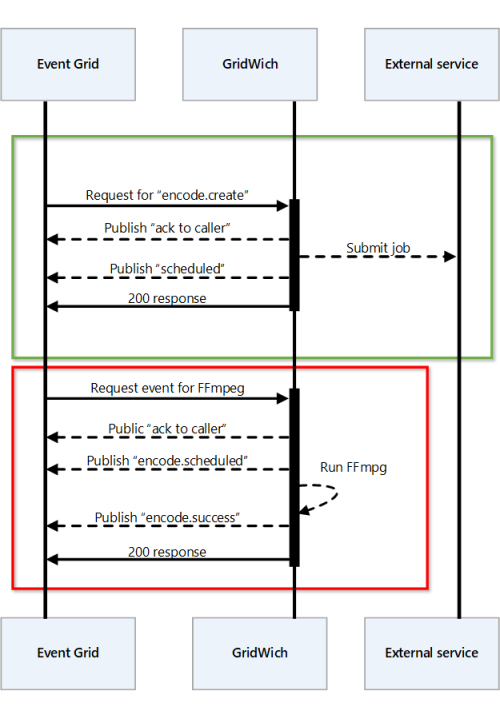 Event Grid
GridWich
External service
Request for “encode.create”
Publish “ack to caller”
Submit job
Publish “scheduled”
200 response
Request event for FFmpeg
Public “ack to caller”
Publish “encode.scheduled”
Run FFmpg
Publish “encode.success”
200 response
Event Grid
GridWich
External service